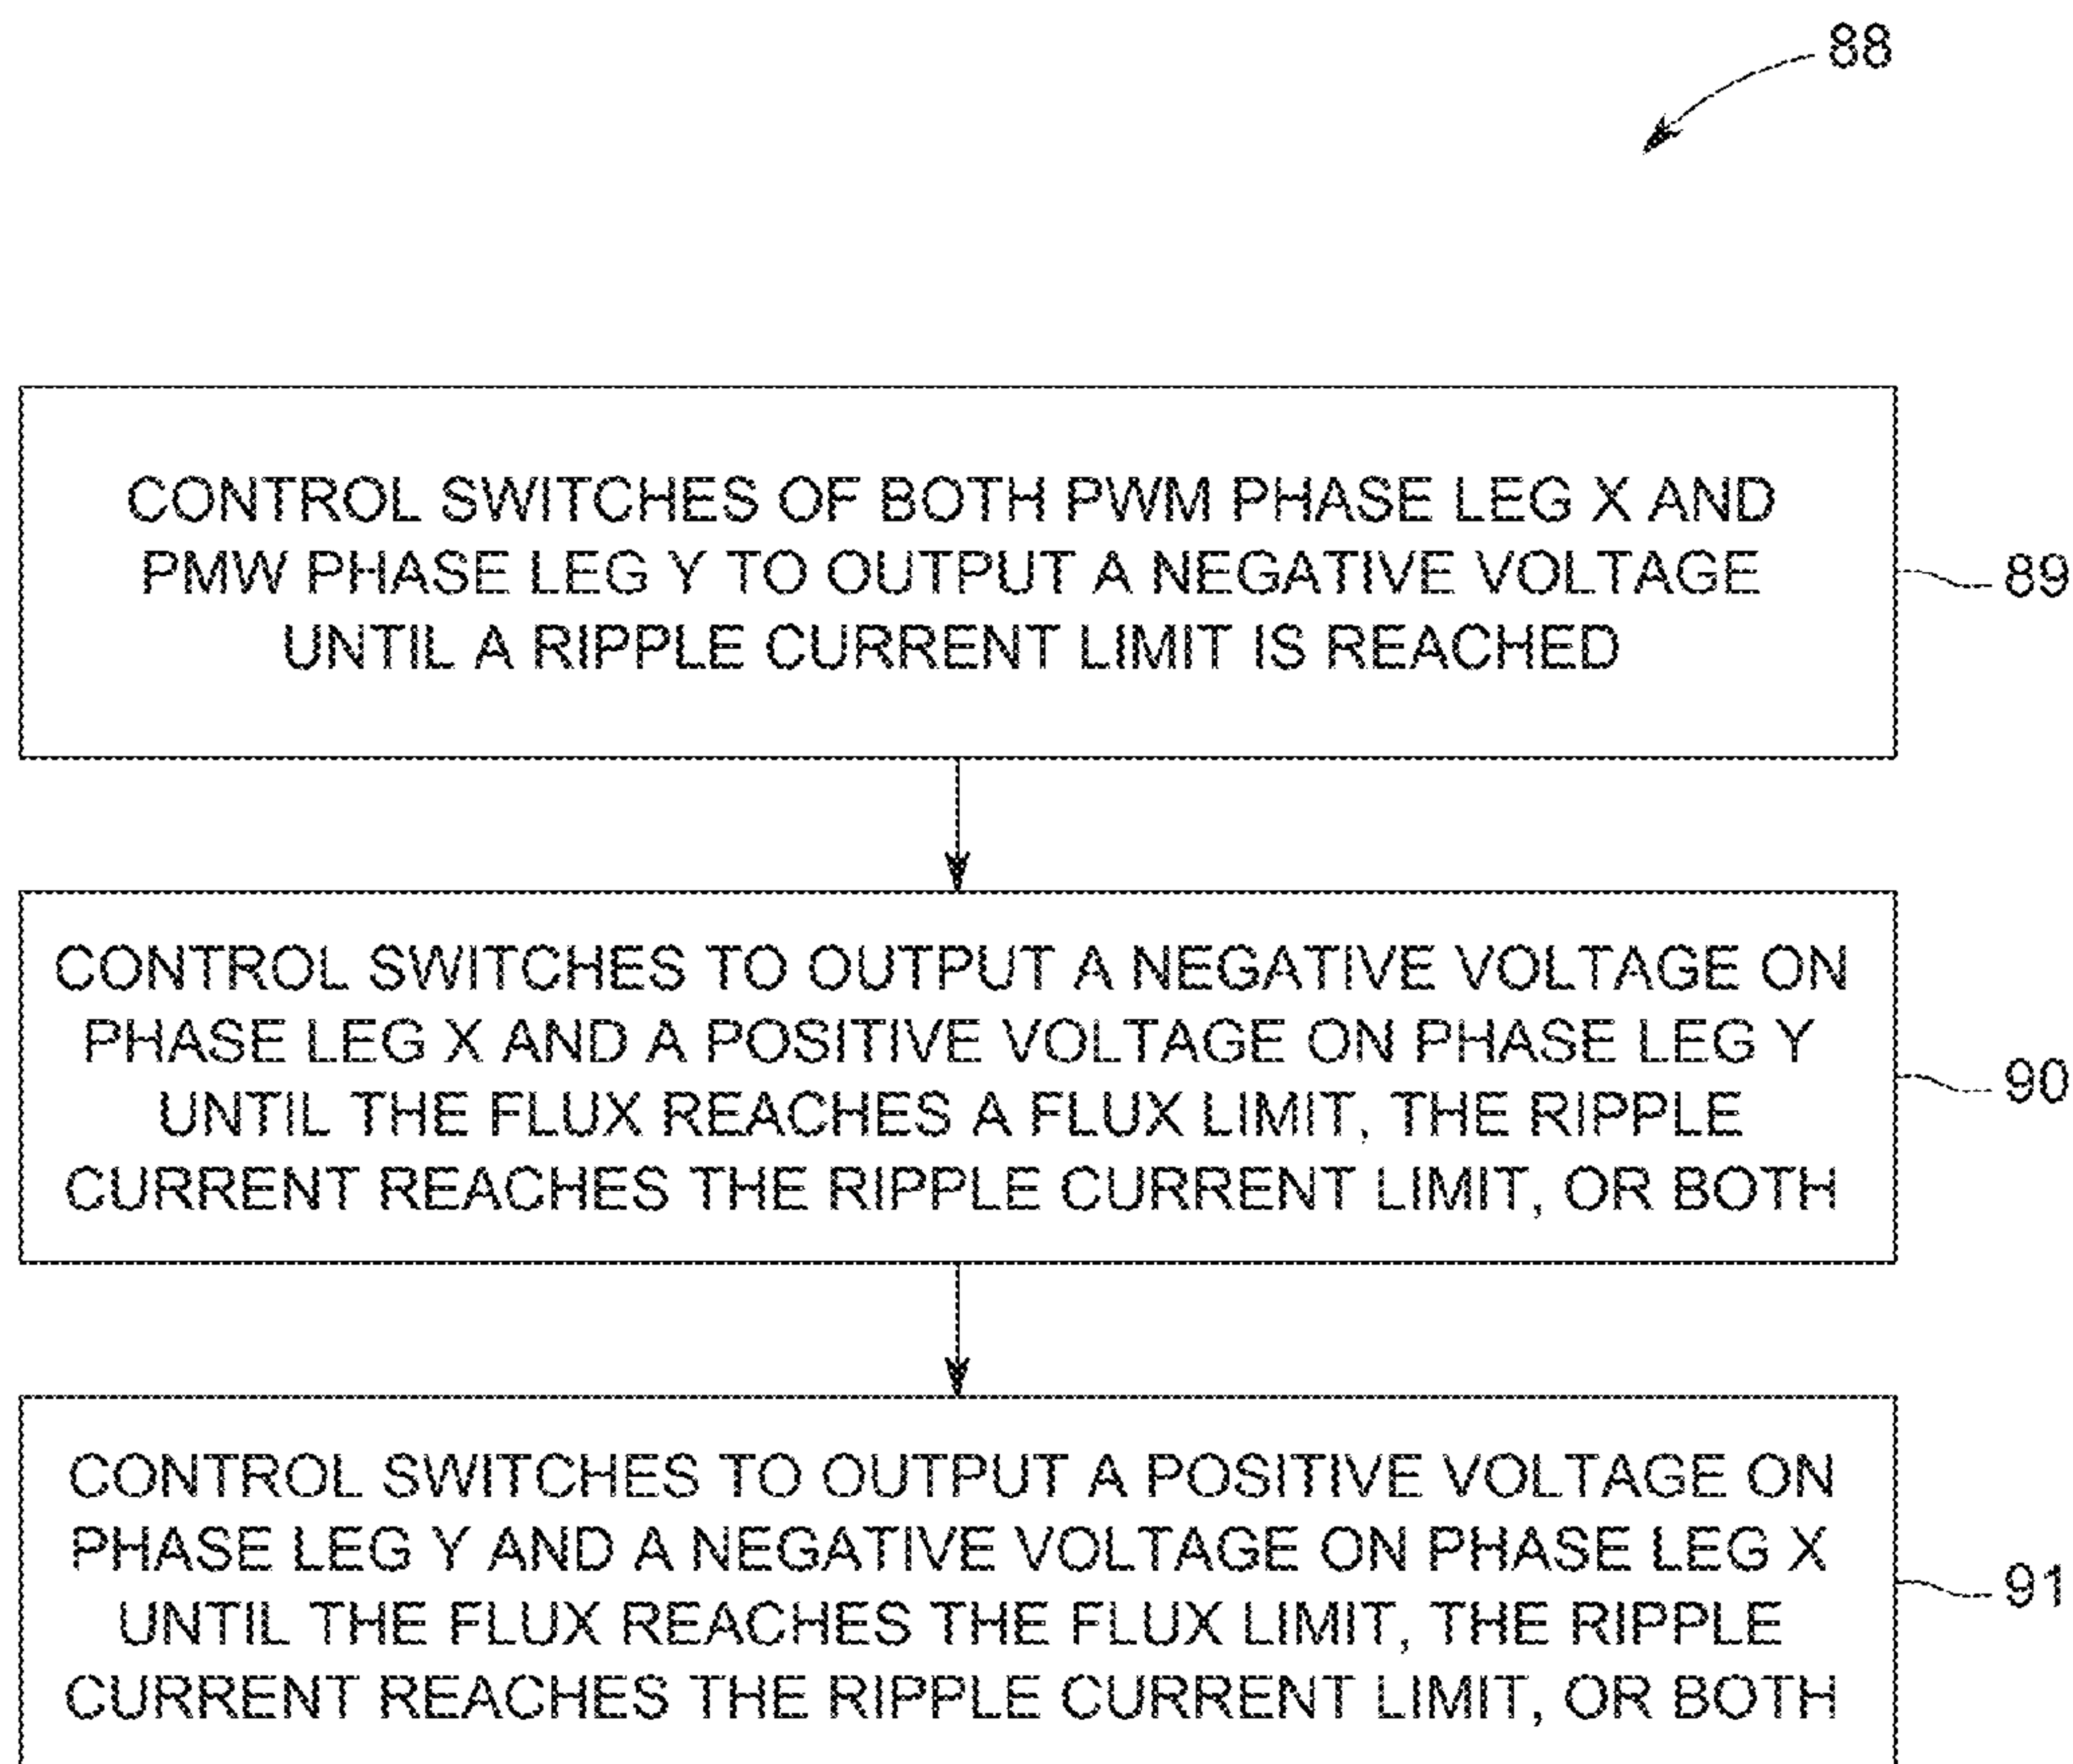 88
CONTROL SWITCHES OF BOTH PWM PHASE LEG X AND
PMW PHASE LEG Y TO OUTPUT A NEGATIVE VOLTAGE
UNTIL A RIPPLE CURRENT LIMIT IS REACHED
89
CONTROL SWITCHES TO OUTPUT A NEGATIVE VOLTAGE ON
PHASE LEG X AND A POSITIVE VOLTAGE ON PHASE LEG Y
UNTIL THE FLUX REACHES A FLUX LIMIT, THE RIPPLE
CURRENT REACHES THE RIPPLE CURRENT LIMIT, OR BOTH
90
CONTROL SWITCHES TO OUTPUT A POSITIVE VOLTAGE ON
PHASE LEG Y AND A NEGATIVE VOLTAGE ON PHASE LEG X
UNTIL THE FLUX REACHES THE FLUX LIMIT, THE RIPPLE
CURRENT REACHES THE RIPPLE CURRENT LIMIT, OR BOTH
91